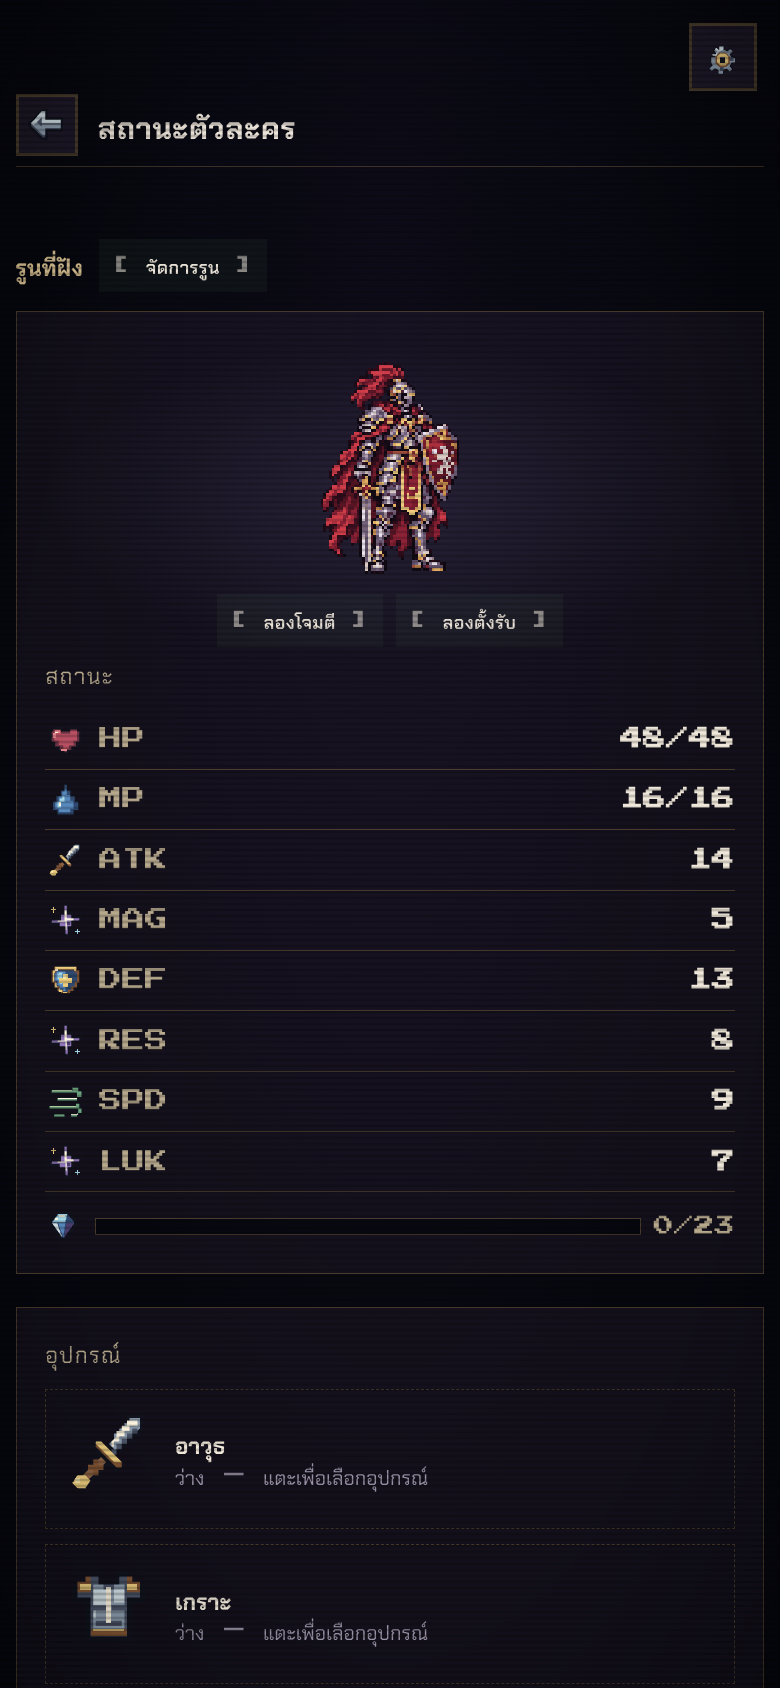 สถานะตัวละคร
รูนที่ฝัง [ จัดการรูน ]
[ ลองโจมตี ] [ ลองตั้งรับ ]
สถานะ
HP 48/48
MP 16/16
ATK 14
MAG 5
DEF 13
RES 8
SPD 9
LUK 7
0/23
อุปกรณ์
อาวุธ
ว่าง — แตะเพื่อเลือกอุปกรณ์
เกราะ
ว่าง — แตะเพื่อเลือกอุปกรณ์